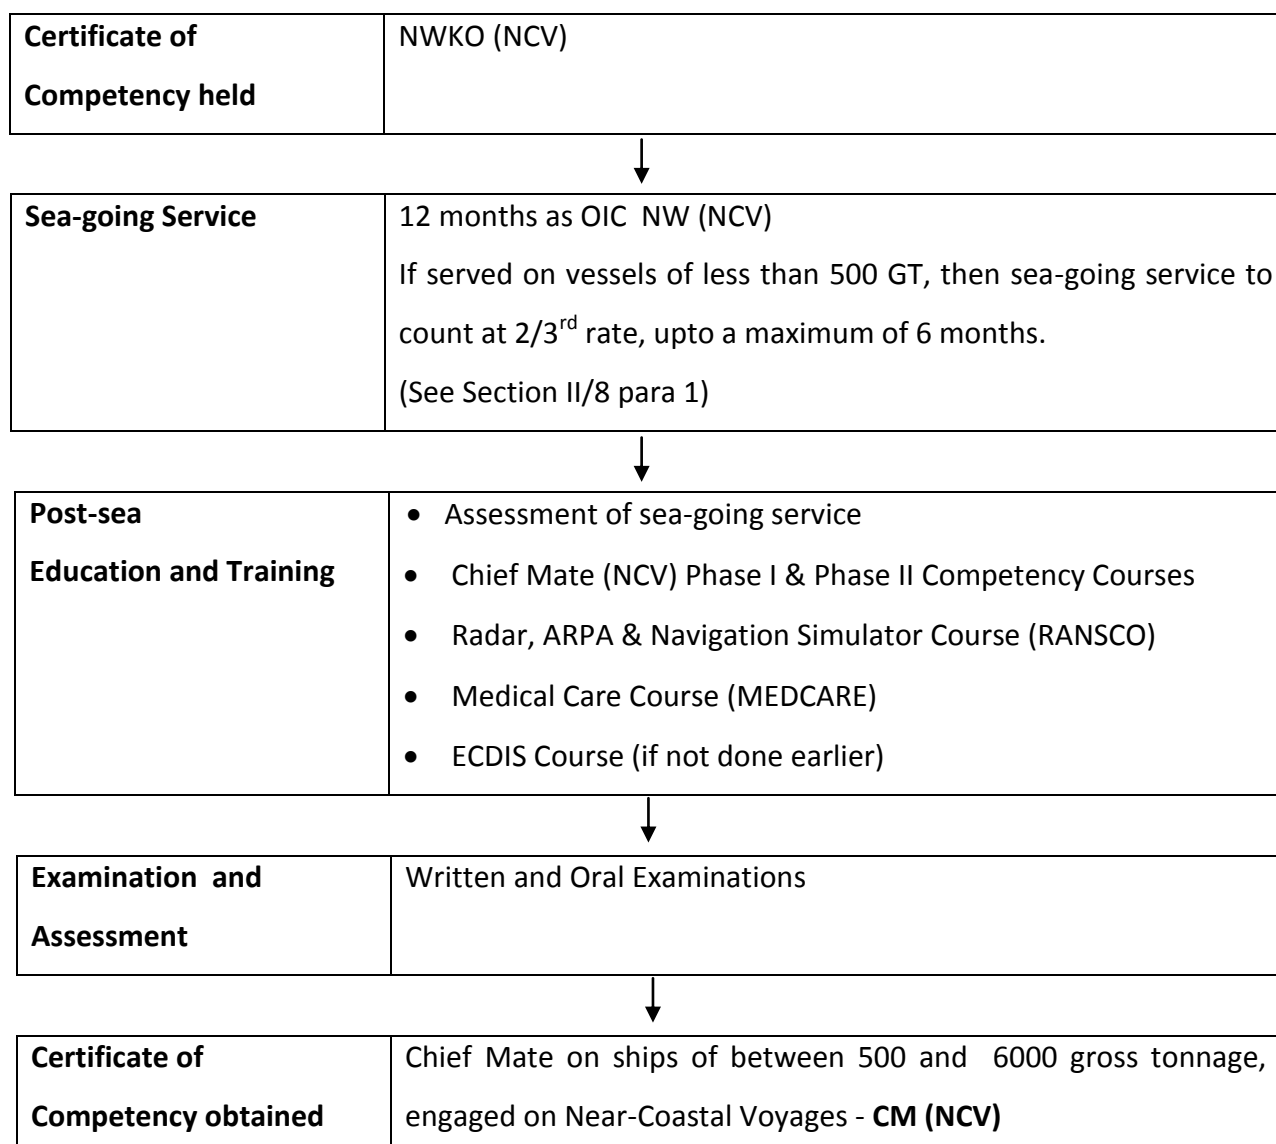 Certificate of NWKO (NCV)
Competency held
Sea-going Service 12 months as OIC NW (NCV)
If served on vessels of less than 500 GT, then sea-going service to
count at 2/3rd rate, upto a maximum of 6 months.
(See Section II/8 para 1)
Post-sea • Assessment of sea-going service
Education and Training • Chief Mate (NCV) Phase I & Phase II Competency Courses
• Radar, ARPA & Navigation Simulator Course (RANSCO)
• Medical Care Course (MEDCARE)
• ECDIS Course (if not done earlier)
Examination and Written and Oral Examinations
Assessment
Certificate of Chief Mate on ships of between 500 and 6000 gross tonnage,
Competency obtained engaged on Near-Coastal Voyages - CM (NCV)